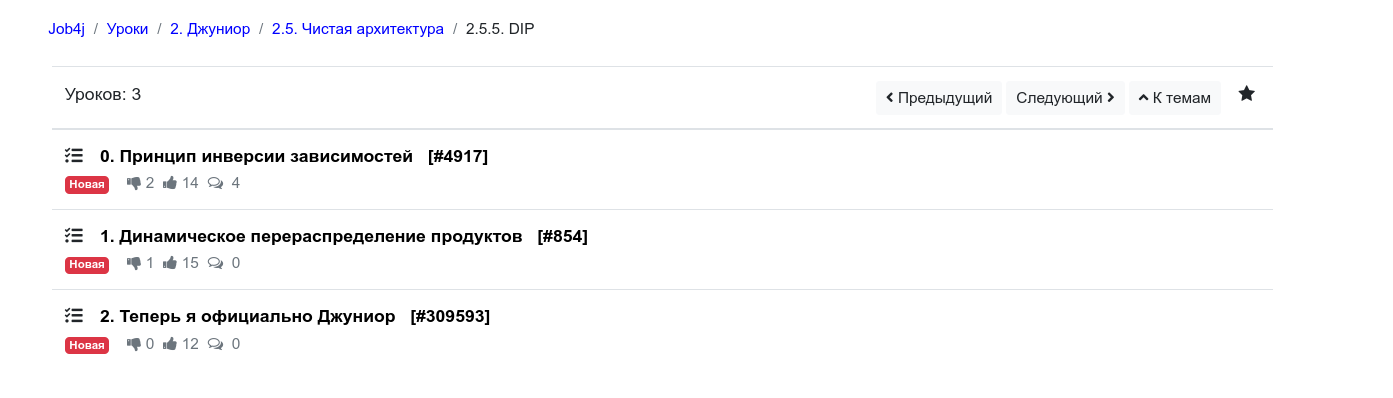 Job4j / Уроки / 2. Джуниор / 2.5. Чистая архитектура / 2.5.5. DIP
Уроков: 3 Предыдущий Следующий К темам
0. Принцип инверсии зависимостей [#4917]
Новая 2 14 4
1. Динамическое перераспределение продуктов [#854]
Новая 1 15 0
2. Теперь я официально Джуниор [#309593]
Новая 0 12 0